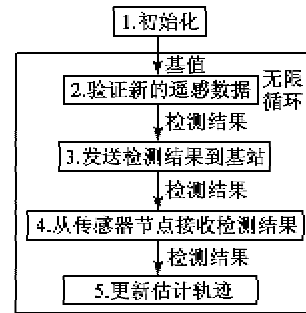 1.初始化
基值
2.验证新的遥感数据
无限
循环
检测结果
3.发送检测结果到基站
检测结果
4.从传感器节点接收检测结果
检测结果
5.更新估计轨迹